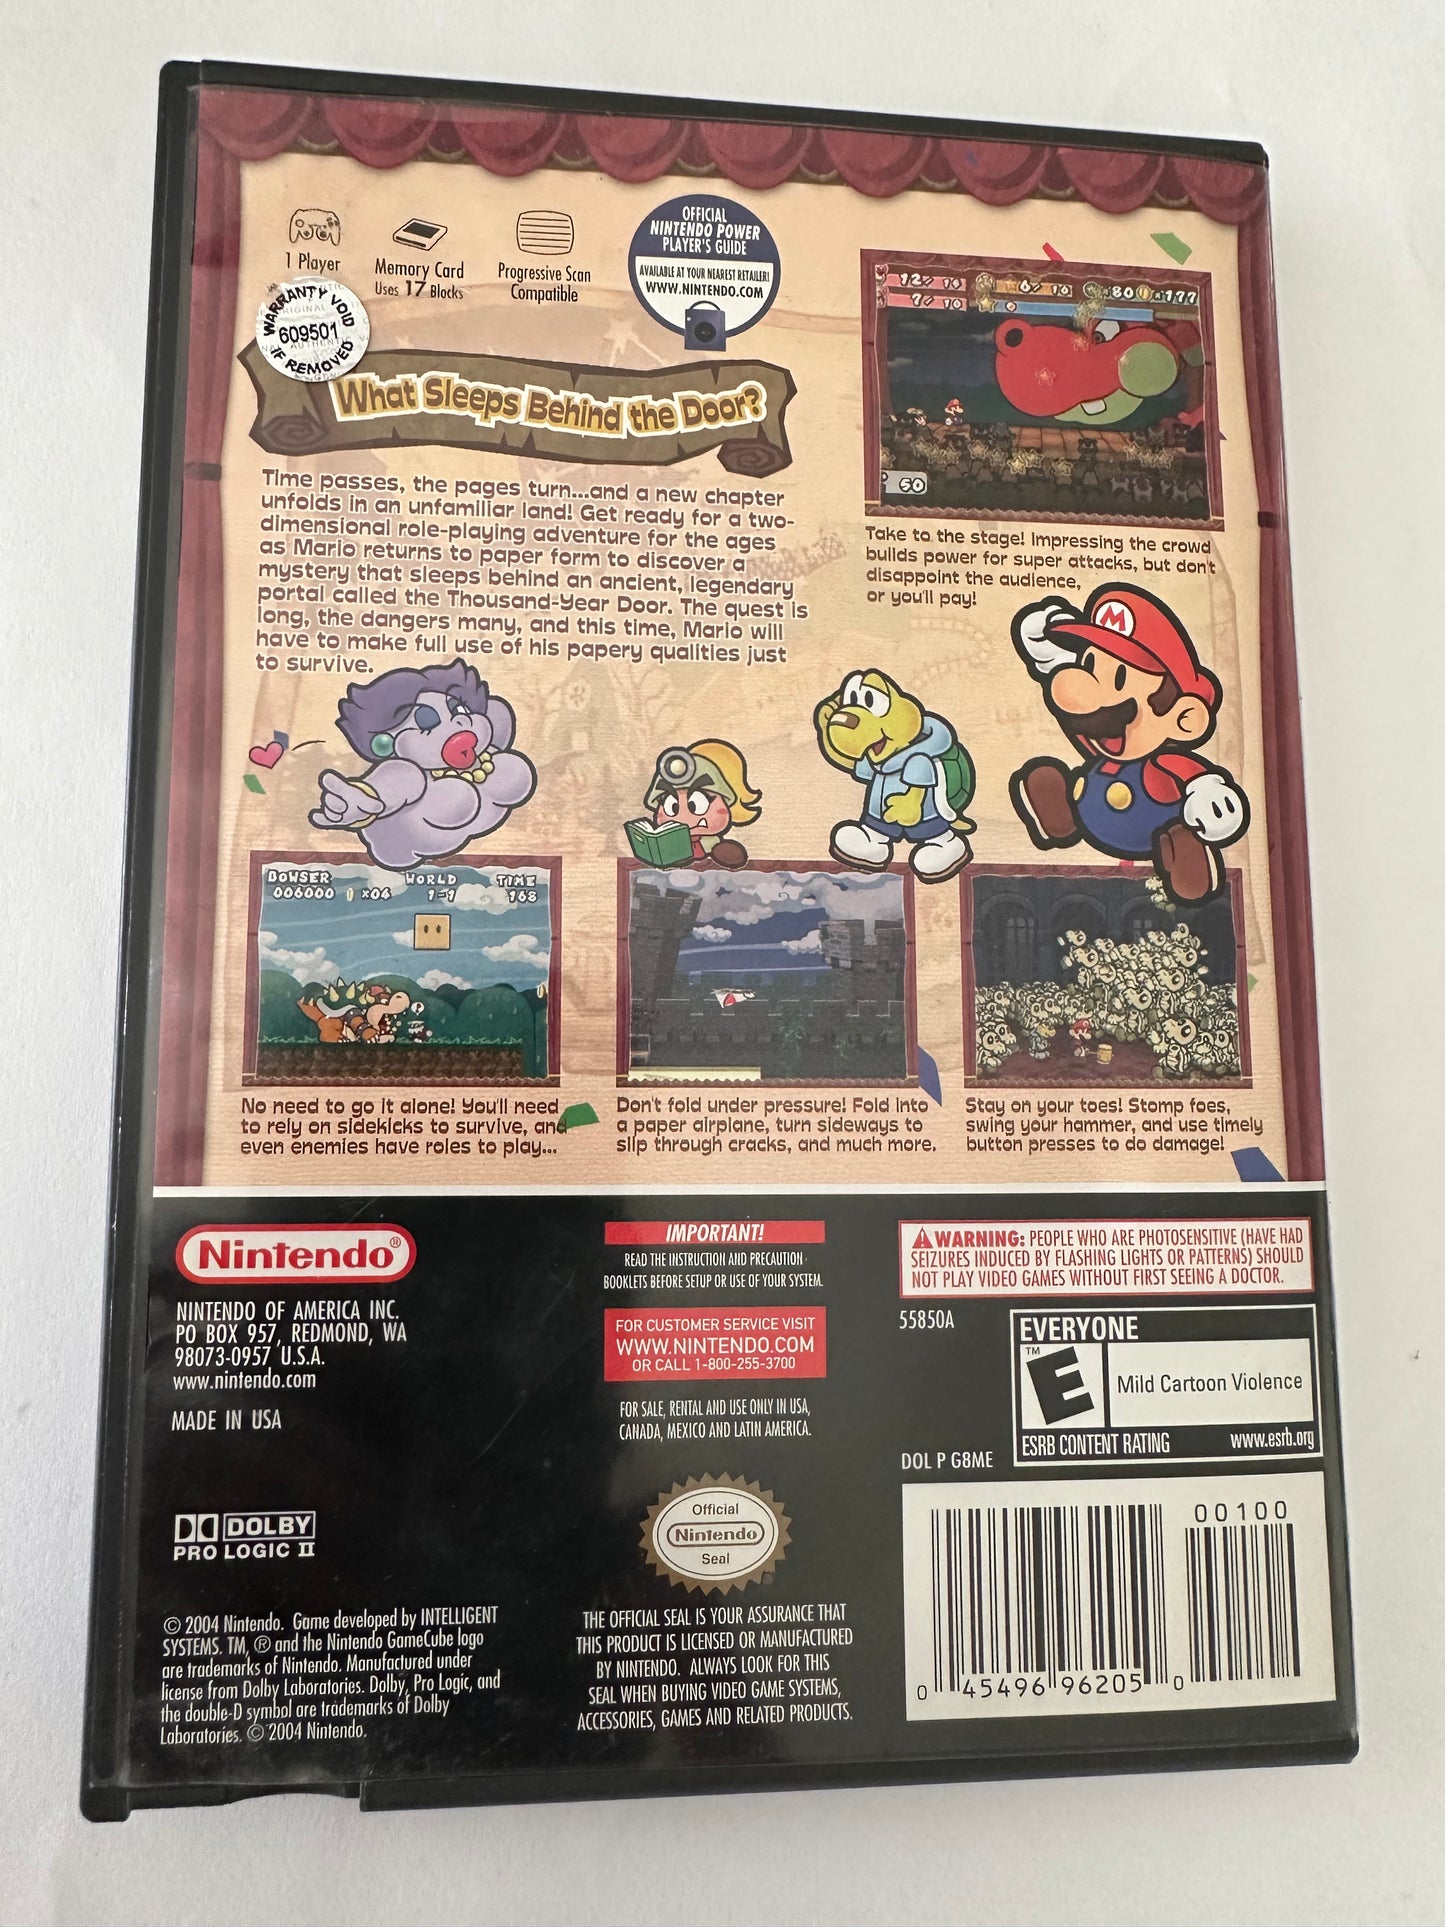 1 Player
Memory Card
Uses 17 Blocks
Progressive Scan
Compatible
OFFICIAL
NINTENDO POWER
PLAYER'S GUIDE
AVAILABLE AT YOUR NEAREST RETAILER!
WWW.NINTENDO.COM
WARRANTY VOID
609501
IF REMOVED
What Sleeps Behind the Door?
Time passes, the pages turn...and a new chapter
unfolds in an unfamiliar land! Get ready for a two-
dimensional role-playing adventure for the ages
as Mario returns to paper form to discover a
mystery that sleeps behind an ancient, legendary
portal called the Thousand-Year Door. The quest is
long, the dangers many, and this time, Mario will
have to make full use of his papery qualities just
to survive.
12/10
7/10
6/10
80
177
50
Take to the stage! Impressing the crowd
builds power for super attacks, but don't
disappoint the audience,
or you'll pay!
M
BOWSER
WORLD
TIME
006000
x04
1-1
168
No need to go it alone! You'll need
to rely on sidekicks to survive, and
even enemies have roles to play...
Don't fold under pressure! Fold into
a paper airplane, turn sideways to
slip through cracks, and much more.
Stay on your toes! Stomp foes,
swing your hammer, and use timely
button presses to do damage!
Nintendo®
NINTENDO OF AMERICA INC.
PO BOX 957, REDMOND, WA
98073-0957 U.S.A.
www.nintendo.com
MADE IN USA
IMPORTANT!
READ THE INSTRUCTION AND PRECAUTION
BOOKLETS BEFORE SETUP OR USE OF YOUR SYSTEM.
FOR CUSTOMER SERVICE VISIT
WWW.NINTENDO.COM
OR CALL 1-800-255-3700
FOR SALE, RENTAL AND USE ONLY IN USA,
CANADA, MEXICO AND LATIN AMERICA.
WARNING: PEOPLE WHO ARE PHOTOSENSITIVE (HAVE HAD
SEIZURES INDUCED BY FLASHING LIGHTS OR PATTERNS) SHOULD
NOT PLAY VIDEO GAMES WITHOUT FIRST SEEING A DOCTOR.
55850A
EVERYONE
TM
E
Mild Cartoon Violence
ESRB CONTENT RATING
www.esrb.org
DOL P G8ME
DOLBY
PRO LOGIC II
Official
Nintendo
Seal
© 2004 Nintendo. Game developed by INTELLIGENT
SYSTEMS. TM, ® and the Nintendo GameCube logo
are trademarks of Nintendo. Manufactured under
license from Dolby Laboratories. Dolby, Pro Logic, and
the double-D symbol are trademarks of Dolby
Laboratories. © 2004 Nintendo.
THE OFFICIAL SEAL IS YOUR ASSURANCE THAT
THIS PRODUCT IS LICENSED OR MANUFACTURED
BY NINTENDO. ALWAYS LOOK FOR THIS
SEAL WHEN BUYING VIDEO GAME SYSTEMS,
ACCESSORIES, GAMES AND RELATED PRODUCTS.
00100
0 45496 96205 0